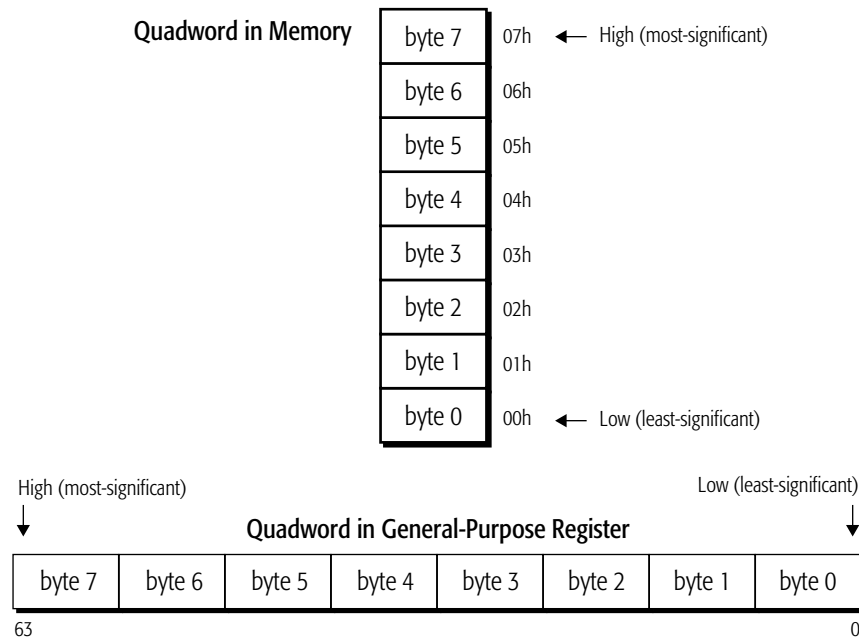 Quadword in Memory
byte 7 07h High (most-significant)
byte 6 06h
byte 5 05h
byte 4 04h
byte 3 03h
byte 2 02h
byte 1 01h
byte 0 00h Low (least-significant)
High (most-significant) Low (least-significant)
Quadword in General-Purpose Register
byte 7 byte 6 byte 5 byte 4 byte 3 byte 2 byte 1 byte 0
63 0